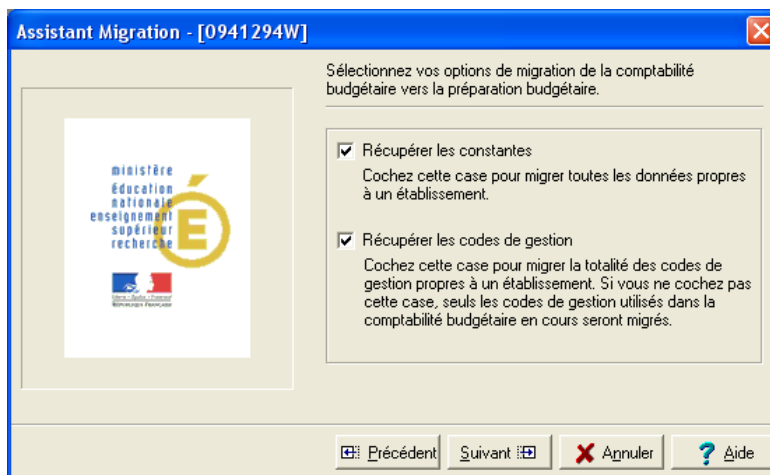 Assistant Migration - [0941294W]
Sélectionnez vos options de migration de la comptabilité
budgétaire vers la préparation budgétaire.
ministère
éducation
nationale
enseignement
supérieur
recherche
É
RÉPUBLIQUE FRANÇAISE
Récupérer les constantes
Cochez cette case pour migrer toutes les données propres
à un établissement.
Récupérer les codes de gestion
Cochez cette case pour migrer la totalité des codes de
gestion propres à un établissement. Si vous ne cochez pas
cette case, seuls les codes de gestion utilisés dans la
comptabilité budgétaire en cours seront migrés.
Précédent
Suivant
Annuler
Aide